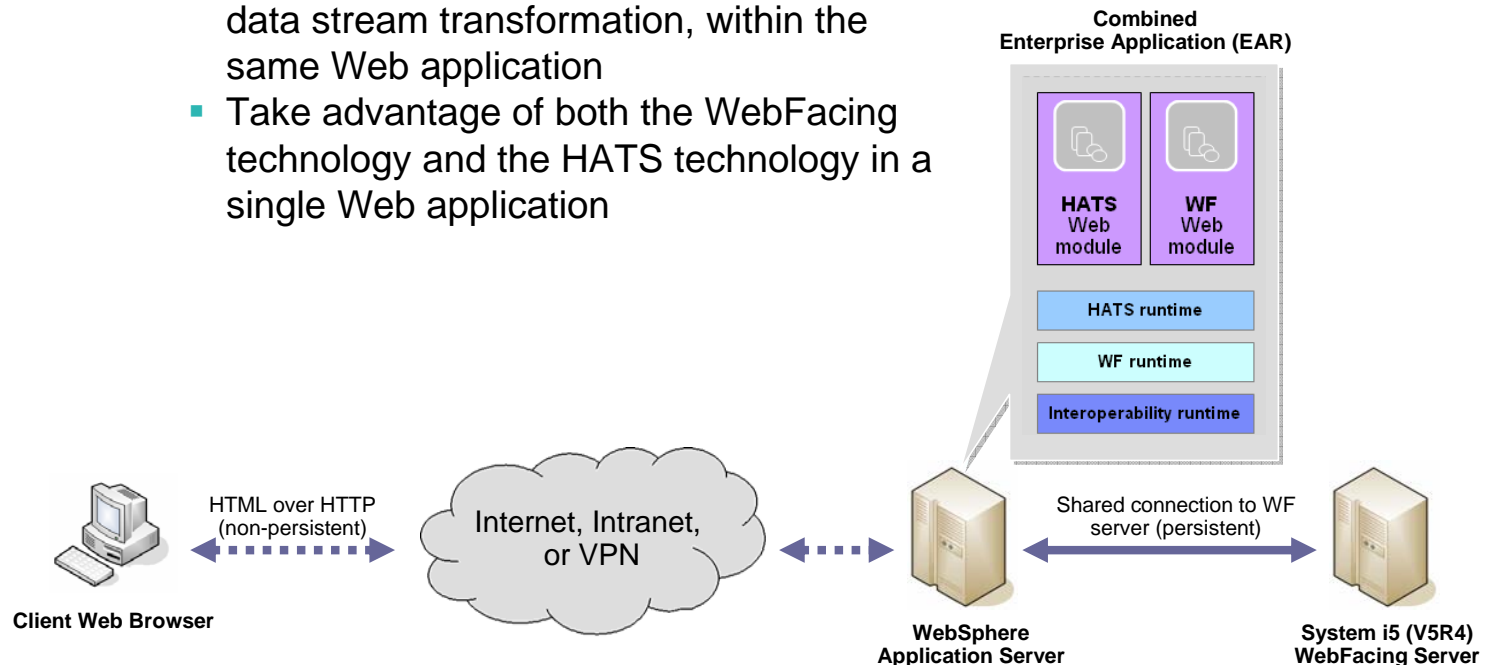 data stream transformation, within the
same Web application
Take advantage of both the WebFacing
technology and the HATS technology in a
single Web application
Combined
Enterprise Application (EAR)
HATS
Web
module
WF
Web
module
HATS runtime
WF runtime
Interoperability runtime
HTML over HTTP
(non-persistent)
Internet, Intranet,
or VPN
Shared connection to WF
server (persistent)
Client Web Browser
WebSphere
Application Server
System i5 (V5R4)
WebFacing Server